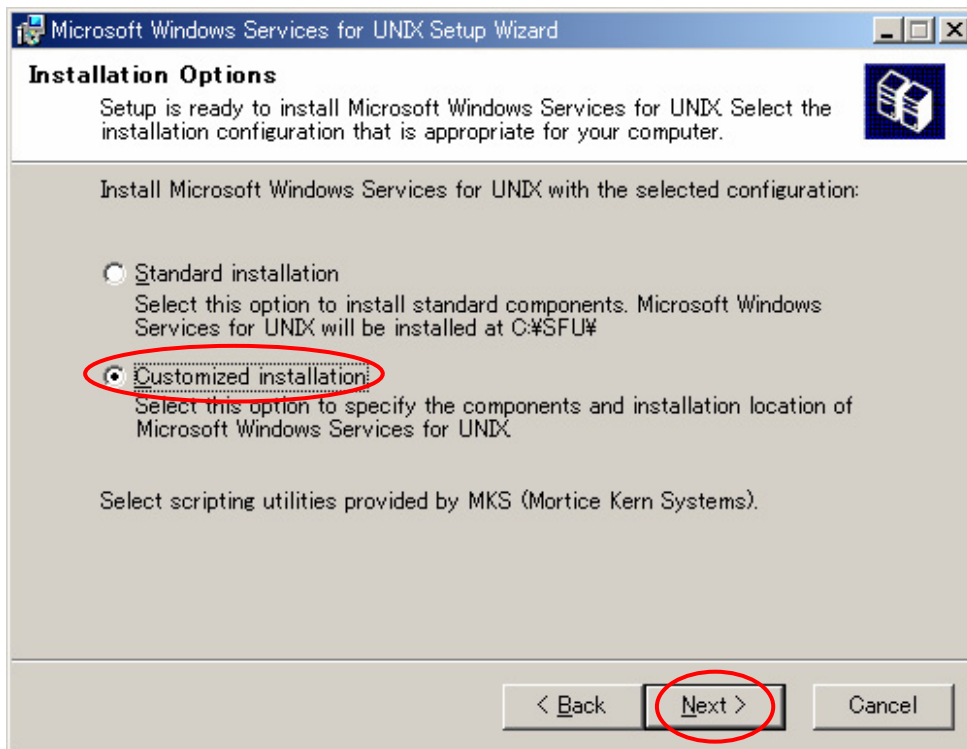 Microsoft Windows Services for UNIX Setup Wizard
Installation Options
Setup is ready to install Microsoft Windows Services for UNIX. Select the
installation configuration that is appropriate for your computer.
Install Microsoft Windows Services for UNIX with the selected configuration:
Standard installation
Select this option to install standard components. Microsoft Windows
Services for UNIX will be installed at C:¥SFU¥
Customized installation
Select this option to specify the components and installation location of
Microsoft Windows Services for UNIX.
Select scripting utilities provided by MKS (Mortice Kern Systems).
< Back
Next >
Cancel